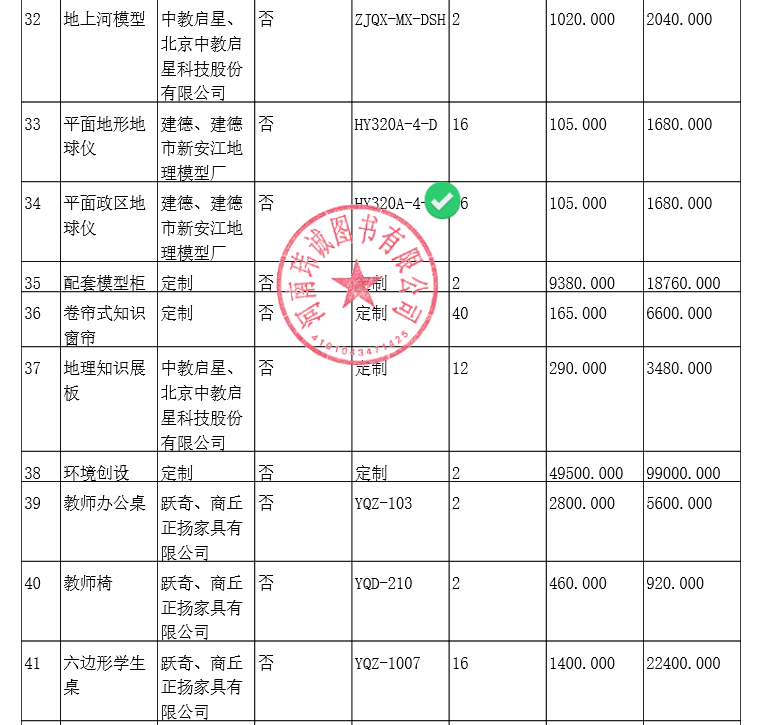 32 地上河模型 中教启星、 否 ZJQX-MX-DSH 2 1020.000 2040.000
北京中教启
星科技股份
有限公司
33 平面地形地 建德、建德 否 HY320A-4-D 16 105.000 1680.000
球仪 市新安江地
理模型厂
34 平面政区地 建德、建德 否 HY320A-4- 6 105.000 1680.000
球仪 市新安江地
理模型厂
35 配套模型柜 定制 否 定制 2 9380.000 18760.000
36 卷帘式知识 定制 否 定制 40 165.000 6600.000
窗帘
37 地理知识展 中教启星、 否 定制 12 290.000 3480.000
板 北京中教启
星科技股份
有限公司
38 环境创设 定制 否 定制 2 49500.000 99000.000
39 教师办公桌 跃奇、商丘 否 YQZ-103 2 2800.000 5600.000
正扬家具有
限公司
40 教师椅 跃奇、商丘 否 YQD-210 2 460.000 920.000
正扬家具有
限公司
41 六边形学生 跃奇、商丘 否 YQZ-1007 16 1400.000 22400.000
桌 正扬家具有
限公司
河南玮诚图书有限公司